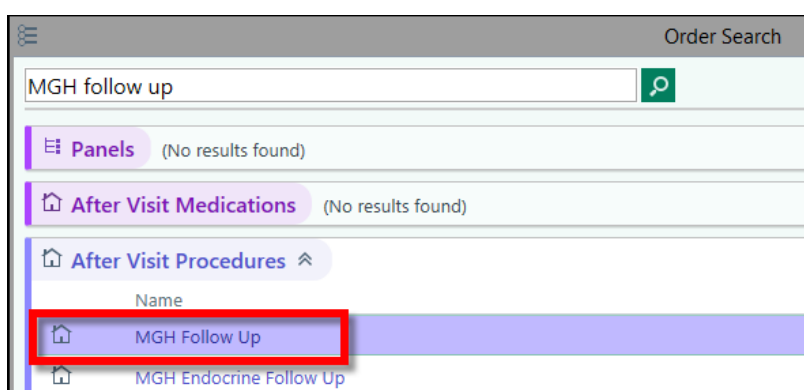 Order Search
MGH follow up
Panels (No results found)
After Visit Medications (No results found)
After Visit Procedures
Name
MGH Follow Up
MGH Endocrine Follow Up